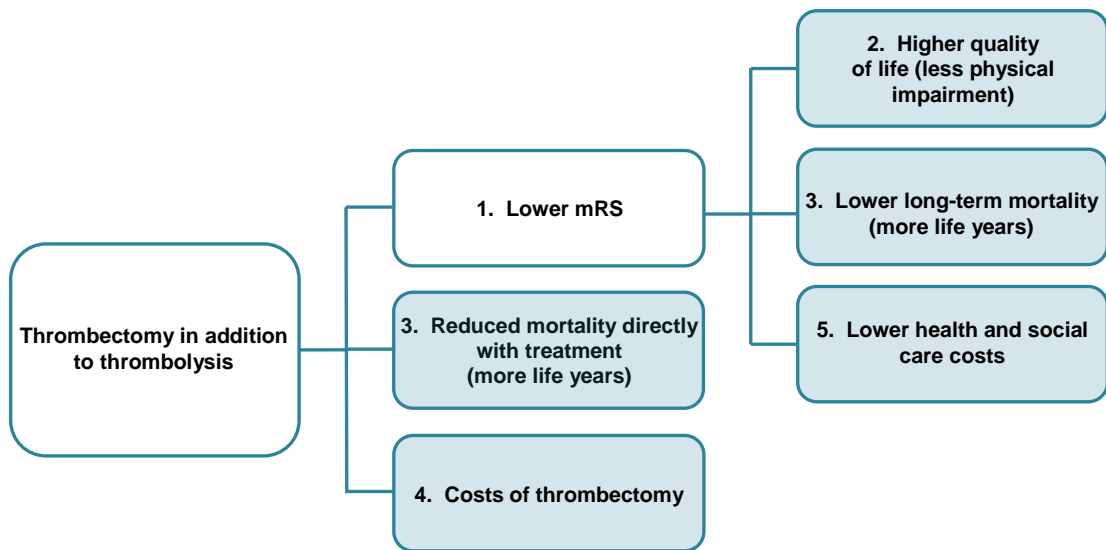 Thrombectomy in addition
to thrombolysis
1. Lower mRS
3. Reduced mortality directly
with treatment
(more life years)
4. Costs of thrombectomy
2. Higher quality
of life (less physical
impairment)
3. Lower long-term mortality
(more life years)
5. Lower health and social
care costs